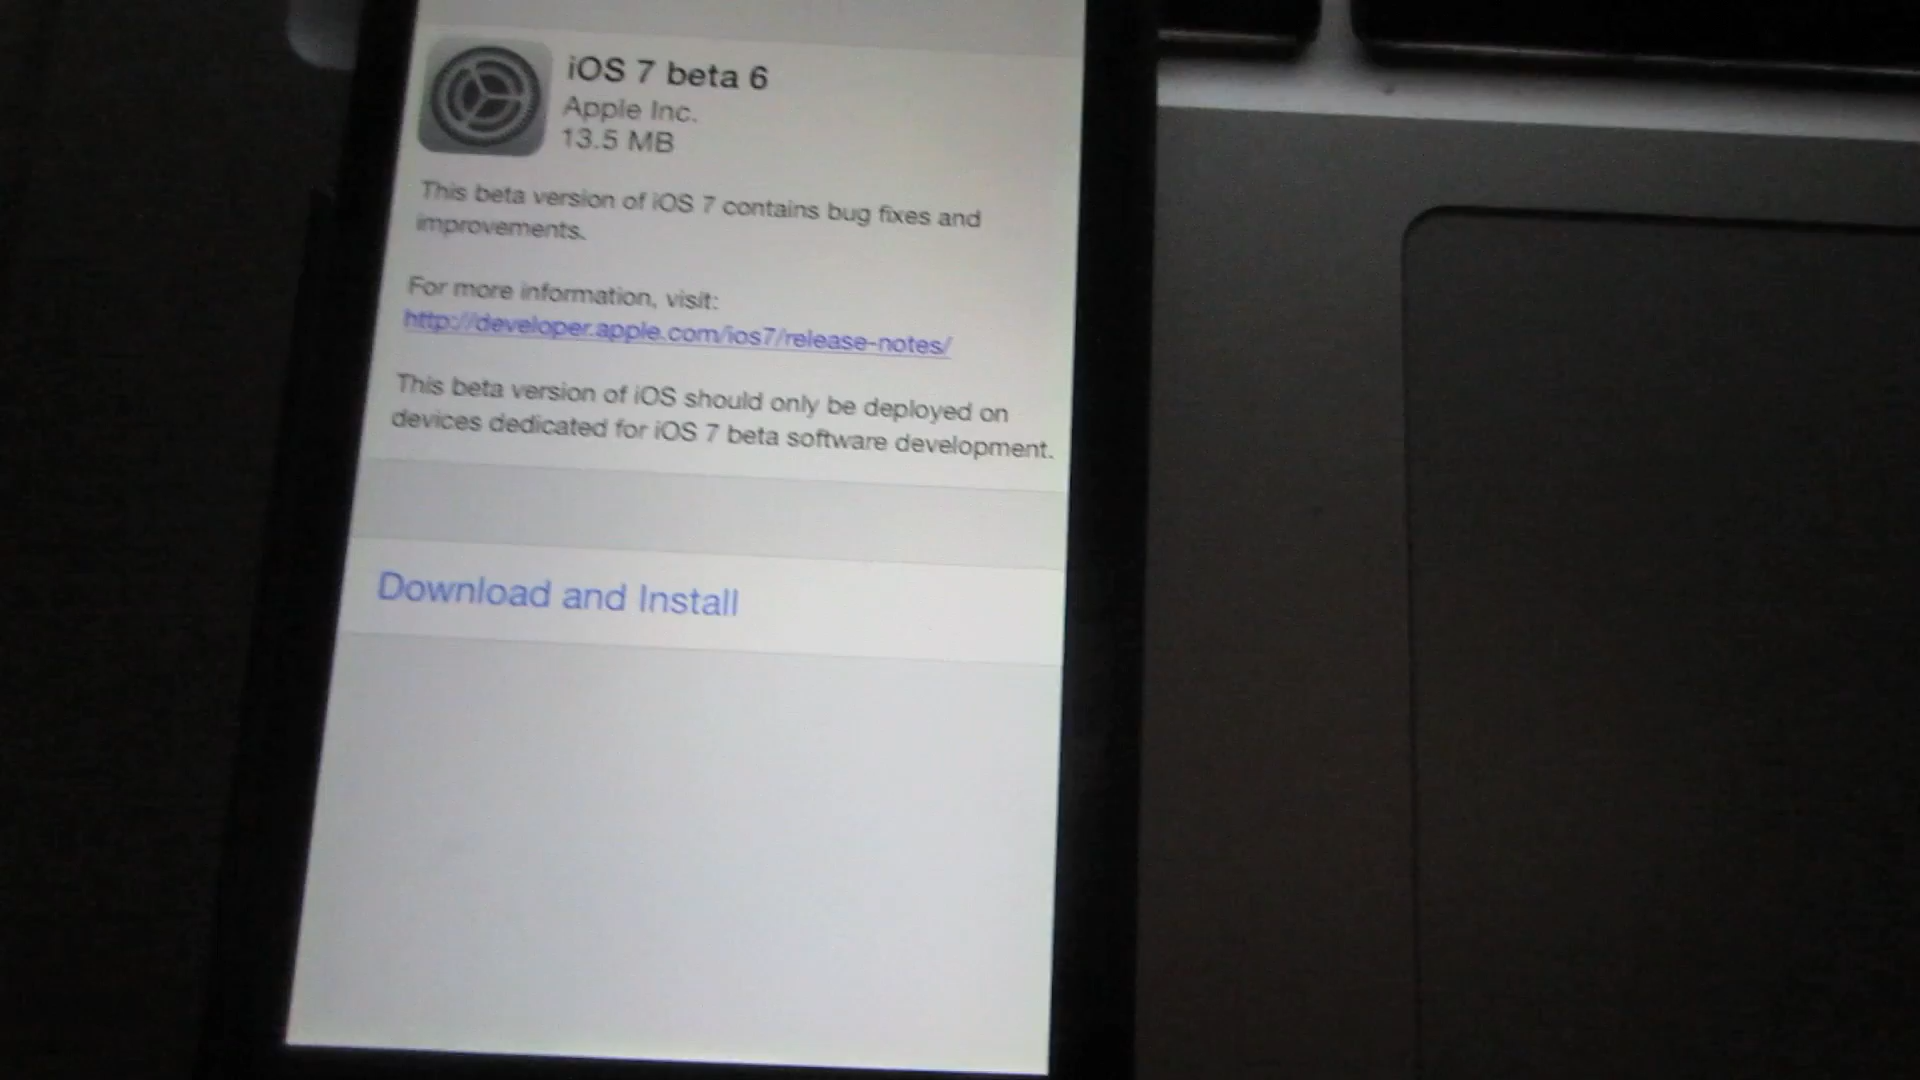 iOS 7 beta 6
Apple Inc.
13.5 MB
This beta version of iOS 7 contains bug fixes and
improvements.
For more information, visit:
http://developer.apple.com/ios7/release-notes/
This beta version of iOS should only be deployed on
devices dedicated for iOS 7 beta software development.
Download and Install